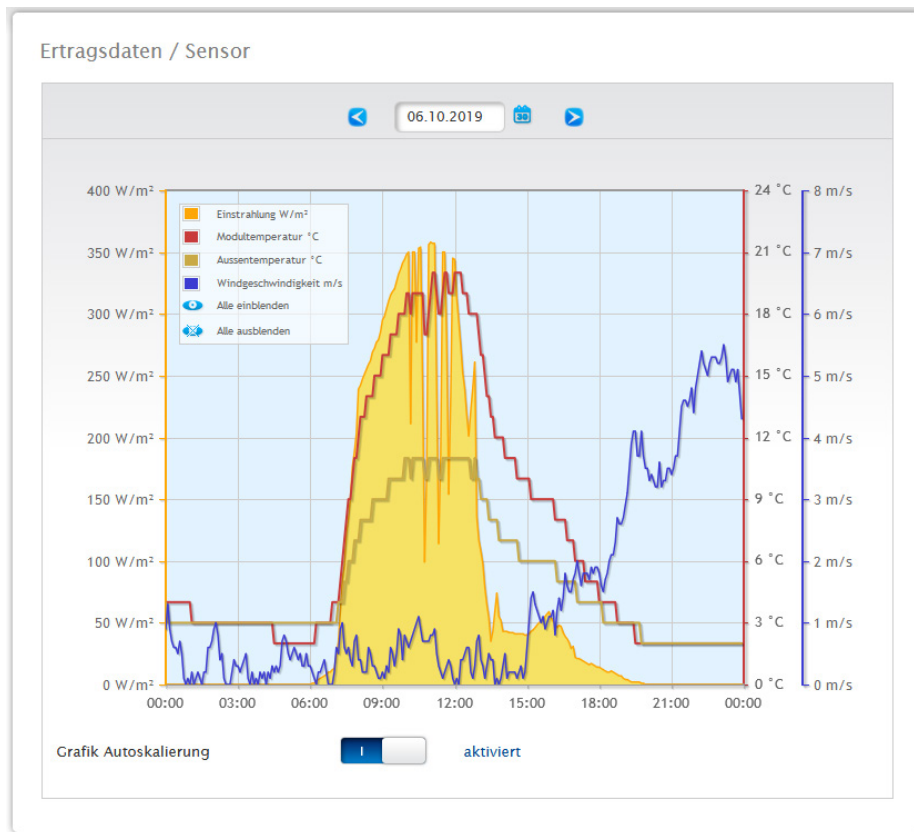 Ertragsdaten / Sensor
06.10.2019
30
400 W/m²
24 °C
8 m/s
Einstrahlung W/m²
Modultemperatur °C
350 W/m²
Aussentemperatur °C
21 °C
7 m/s
Windgeschwindigkeit m/s
Alle einblenden
300 W/m²
18 °C
6 m/s
Alle ausblenden
250 W/m²
15 °C
5 m/s
200 W/m²
12 °C
4 m/s
150 W/m²
9 °C
3 m/s
100 W/m²
6 °C
2 m/s
50 W/m²
3 °C
1 m/s
0 W/m²
0 °C
0 m/s
00:00 03:00 06:00 09:00 12:00 15:00 18:00 21:00 00:00
Grafik Autoskalierung I aktiviert